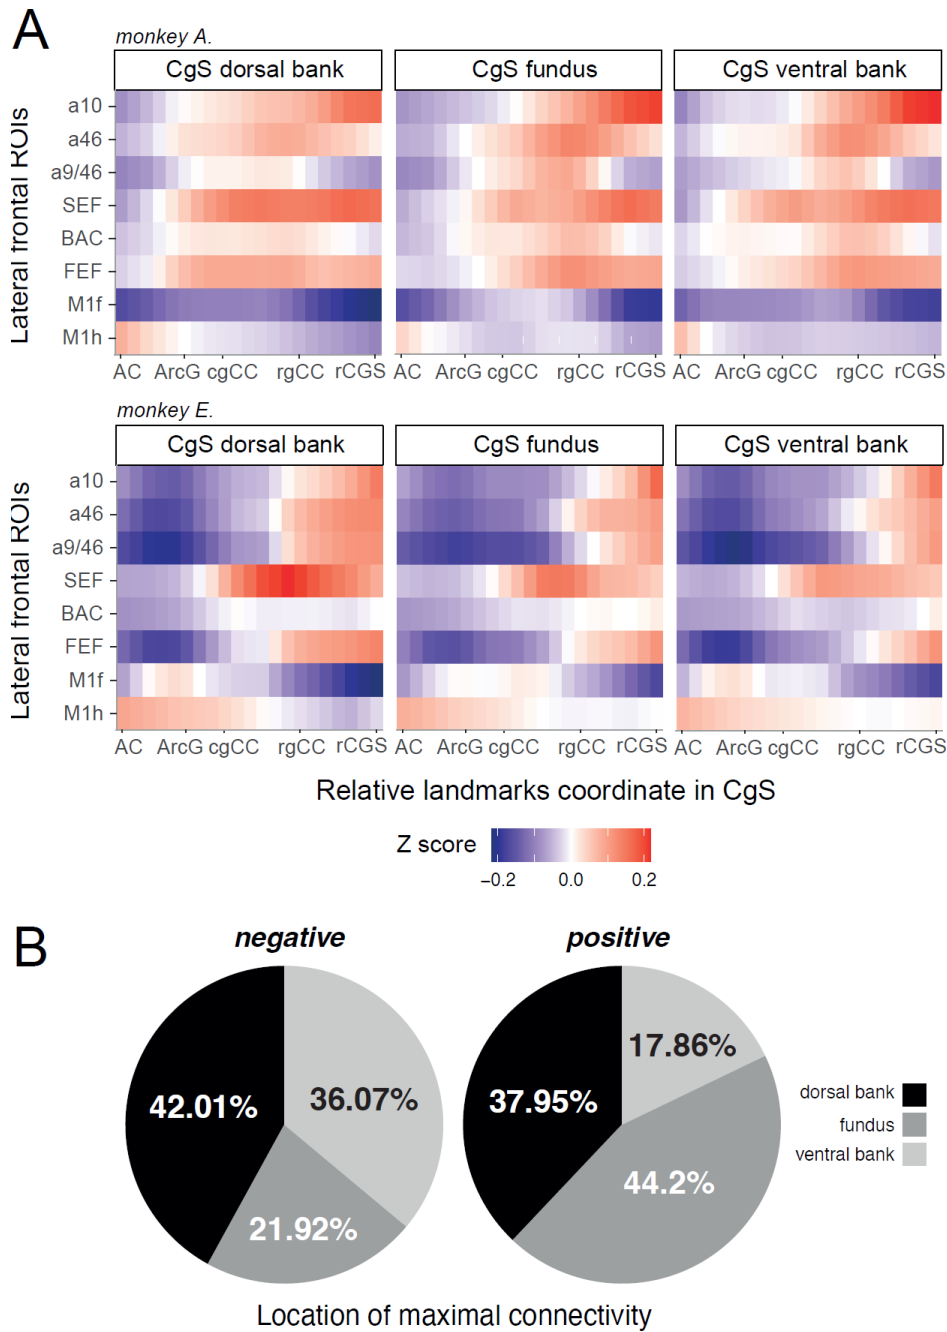 A
monkey A.
CgS dorsal bank
CgS fundus
CgS ventral bank
Lateral frontal ROIs
a10
a46
a9/46
SEF
BAC
FEF
M1f
M1h
AC ArcG cgCC rgCC rCGS
AC ArcG cgCC rgCC rCGS
AC ArcG cgCC rgCC rCGS
monkey E.
CgS dorsal bank
CgS fundus
CgS ventral bank
Lateral frontal ROIs
a10
a46
a9/46
SEF
BAC
FEF
M1f
M1h
AC ArcG cgCC rgCC rCGS
AC ArcG cgCC rgCC rCGS
AC ArcG cgCC rgCC rCGS
Relative landmarks coordinate in CgS
Z score
−0.2 0.0 0.2
B
negative
positive
42.01%
36.07%
21.92%
37.95%
17.86%
44.2%
dorsal bank
fundus
ventral bank
Location of maximal connectivity